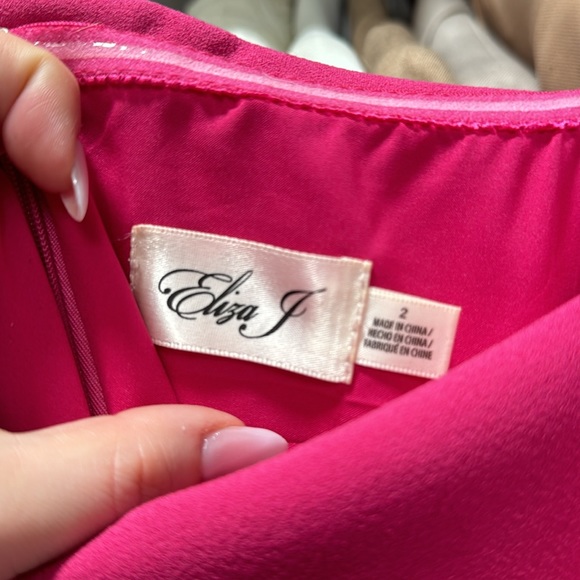 Eliza J
2
MADE IN CHINA/
HECHO EN CHINA/
FABRIQUÉ EN CHINE